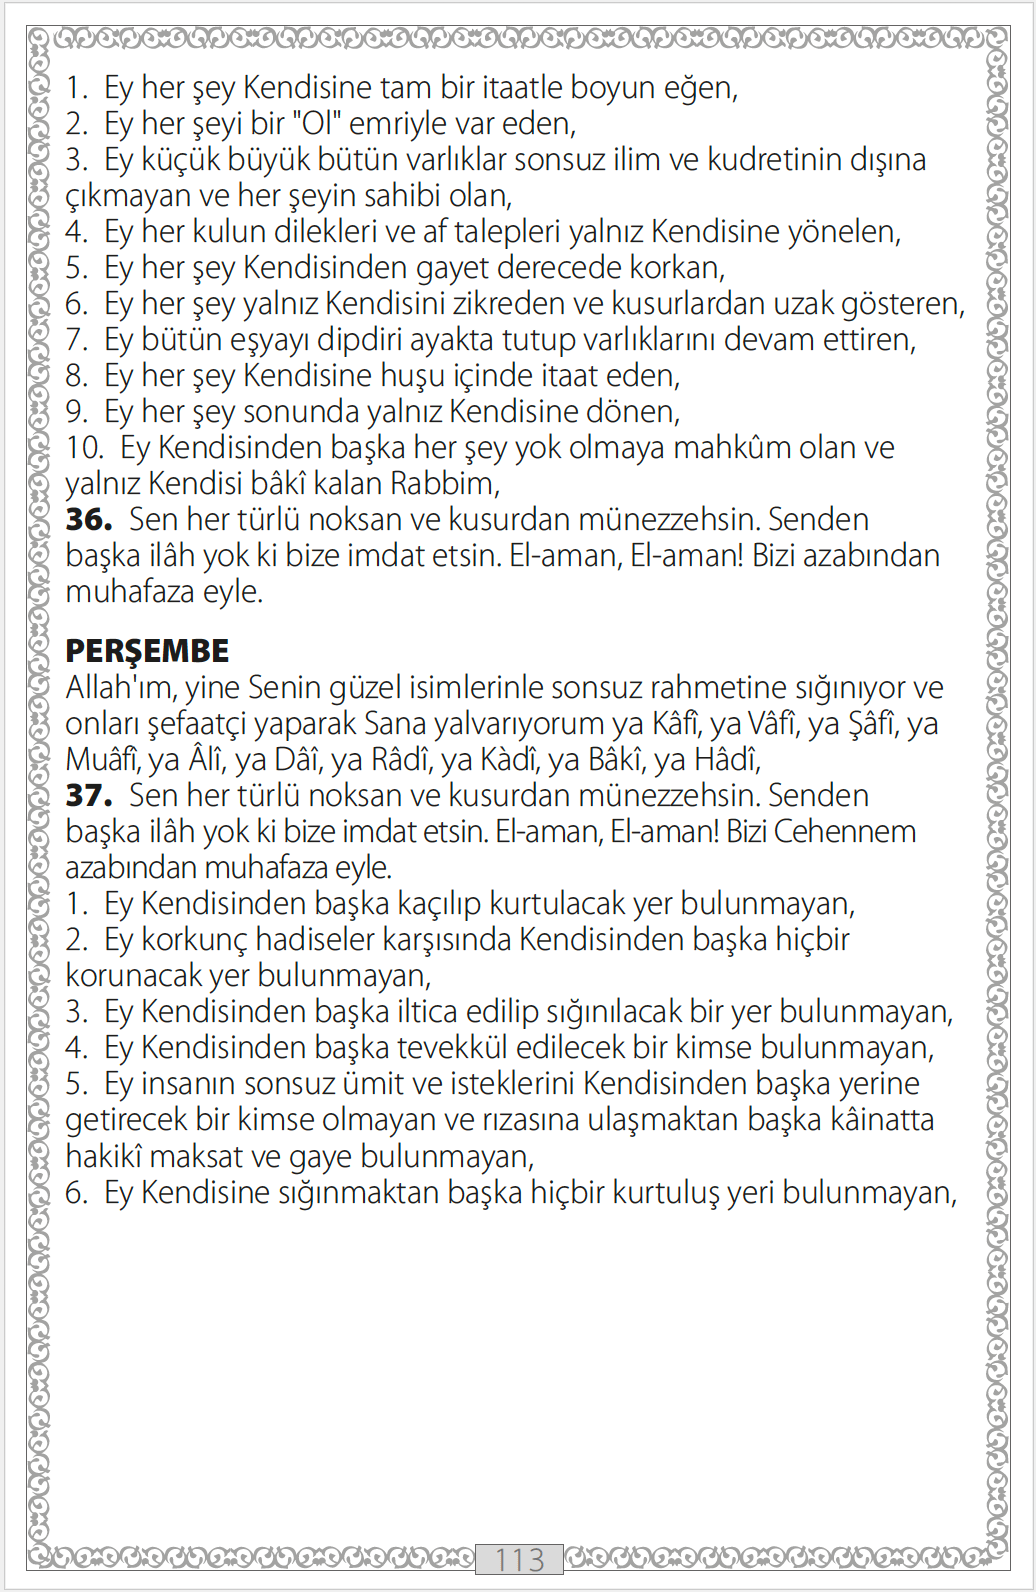 1. Ey her şey Kendisine tam bir itaatle boyun eğen,
2. Ey her şeyi bir "Ol" emriyle var eden,
3. Ey küçük büyük bütün varlıklar sonsuz ilim ve kudretinin dışına
çıkmayan ve her şeyin sahibi olan,
4. Ey her kulun dilekleri ve af talepleri yalnız Kendisine yönelen,
5. Ey her şey Kendisinden gayet derecede korkan,
6. Ey her şey yalnız Kendisini zikreden ve kusurlardan uzak gösteren,
7. Ey bütün eşyayı dipdiri ayakta tutup varlıklarını devam ettiren,
8. Ey her şey Kendisine huşu içinde itaat eden,
9. Ey her şey sonunda yalnız Kendisine dönen,
10. Ey Kendisinden başka her şey yok olmaya mahkûm olan ve
yalnız Kendisi bâkî kalan Rabbim,
36. Sen her türlü noksan ve kusurdan münezzehsin. Senden
başka ilâh yok ki bize imdat etsin. El-aman, El-aman! Bizi azabından
muhafaza eyle.
PERŞEMBE
Allah'ım, yine Senin güzel isimlerinle sonsuz rahmetine sığınıyor ve
onları şefaatçi yaparak Sana yalvarıyorum ya Kâfî, ya Vâfî, ya Şâfî, ya
Muâfî, ya Âlî, ya Dâî, ya Râdî, ya Kàdî, ya Bâkî, ya Hâdî,
37. Sen her türlü noksan ve kusurdan münezzehsin. Senden
başka ilâh yok ki bize imdat etsin. El-aman, El-aman! Bizi Cehennem
azabından muhafaza eyle.
1. Ey Kendisinden başka kaçılıp kurtulacak yer bulunmayan,
2. Ey korkunç hadiseler karşısında Kendisinden başka hiçbir
korunacak yer bulunmayan,
3. Ey Kendisinden başka iltica edilip sığınılacak bir yer bulunmayan,
4. Ey Kendisinden başka tevekkül edilecek bir kimse bulunmayan,
5. Ey insanın sonsuz ümit ve isteklerini Kendisinden başka yerine
getirecek bir kimse olmayan ve rızasına ulaşmaktan başka kâinatta
hakikî maksat ve gaye bulunmayan,
6. Ey Kendisine sığınmaktan başka hiçbir kurtuluş yeri bulunmayan,
113